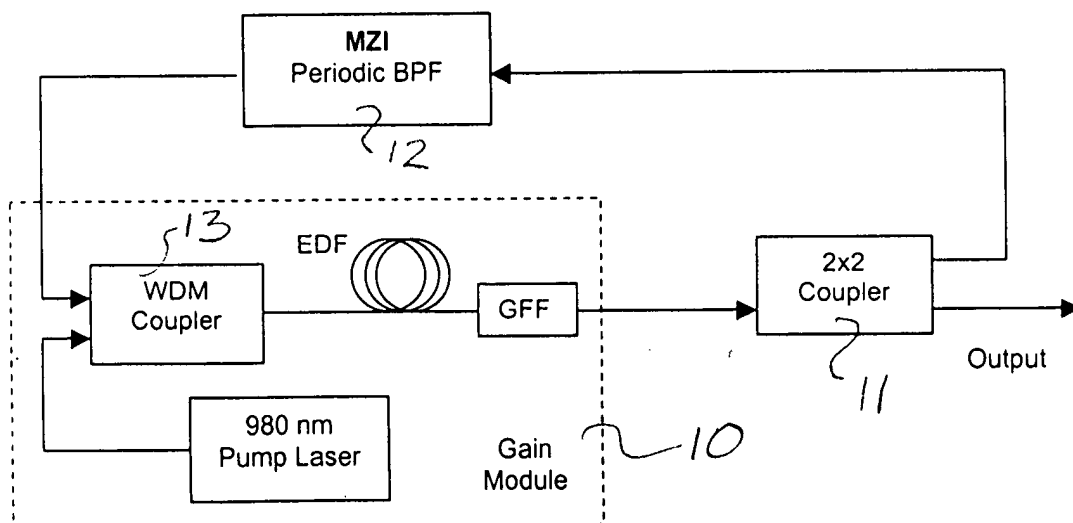 MZI
Periodic BPF
12
13
EDF
WDM
Coupler
GFF
2x2
Coupler
Output
11
980 nm
Pump Laser
Gain
Module
10